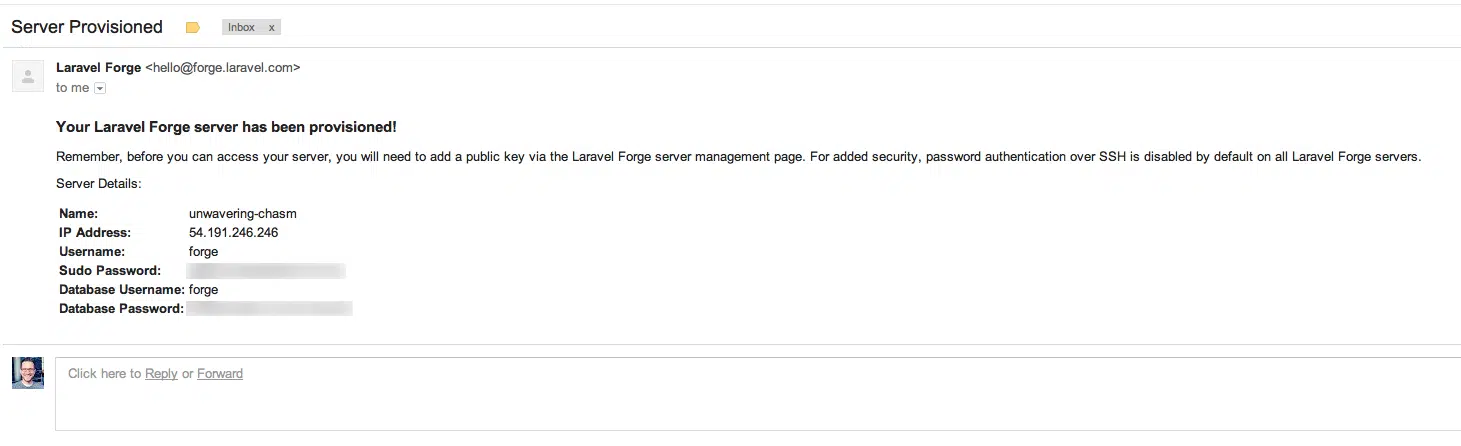 Server Provisioned Inbox x
Laravel Forge <hello@forge.laravel.com>
to me
Your Laravel Forge server has been provisioned!
Remember, before you can access your server, you will need to add a public key via the Laravel Forge server management page. For added security, password authentication over SSH is disabled by default on all Laravel Forge servers.
Server Details:
Name: unwavering-chasm
IP Address: 54.191.246.246
Username: forge
Sudo Password:
Database Username: forge
Database Password:
Click here to Reply or Forward